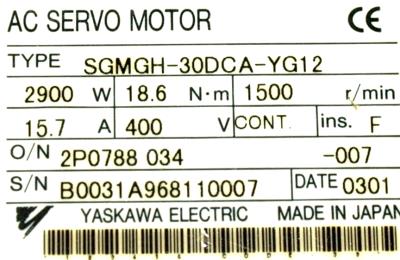 AC SERVO MOTOR CE
TYPE SGMGH-30DCA-YG12
2900 W 18.6 N·m 1500 r/min
15.7 A 400 V CONT. ins. F
O/N 2P0788 034 -007
S/N B0031A968110007 DATE 0301
YASKAWA ELECTRIC MADE IN JAPAN